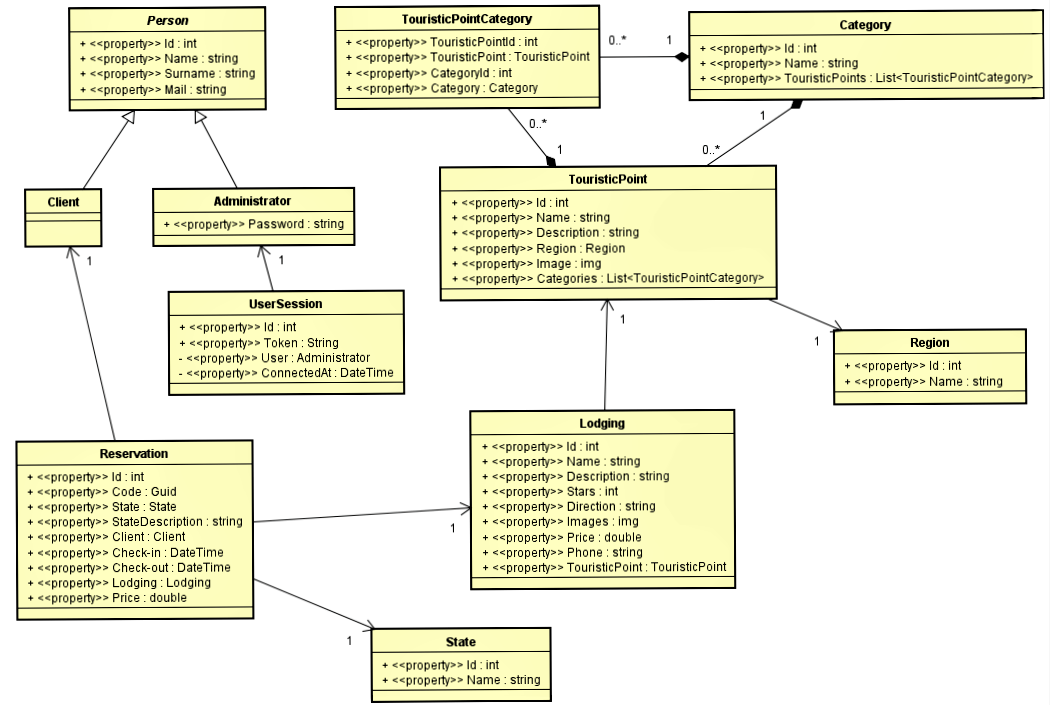 Person
+ <<property>> Id : int
+ <<property>> Name : string
+ <<property>> Surname : string
+ <<property>> Mail : string
TouristicPointCategory
+ <<property>> TouristicPointId : int
+ <<property>> TouristicPoint : TouristicPoint
+ <<property>> CategoryId : int
+ <<property>> Category : Category
0..*
1
Category
+ <<property>> Id : int
+ <<property>> Name : string
+ <<property>> TouristicPoints : List<TouristicPointCategory>
0..*
1
1
0..*
Client
Administrator
+ <<property>> Password : string
TouristicPoint
+ <<property>> Id : int
+ <<property>> Name : string
+ <<property>> Description : string
+ <<property>> Region : Region
+ <<property>> Image : img
+ <<property>> Categories : List<TouristicPointCategory>
1
1
UserSession
+ <<property>> Id : int
+ <<property>> Token : String
- <<property>> User : Administrator
- <<property>> ConnectedAt : DateTime
1
1
Region
+ <<property>> Id : int
+ <<property>> Name : string
Reservation
+ <<property>> Id : int
+ <<property>> Code : Guid
+ <<property>> State : State
+ <<property>> StateDescription : string
+ <<property>> Client : Client
+ <<property>> Check-in : DateTime
+ <<property>> Check-out : DateTime
+ <<property>> Lodging : Lodging
+ <<property>> Price : double
1
Lodging
+ <<property>> Id : int
+ <<property>> Name : string
+ <<property>> Description : string
+ <<property>> Stars : int
+ <<property>> Direction : string
+ <<property>> Images : img
+ <<property>> Price : double
+ <<property>> Phone : string
+ <<property>> TouristicPoint : TouristicPoint
1
State
+ <<property>> Id : int
+ <<property>> Name : string